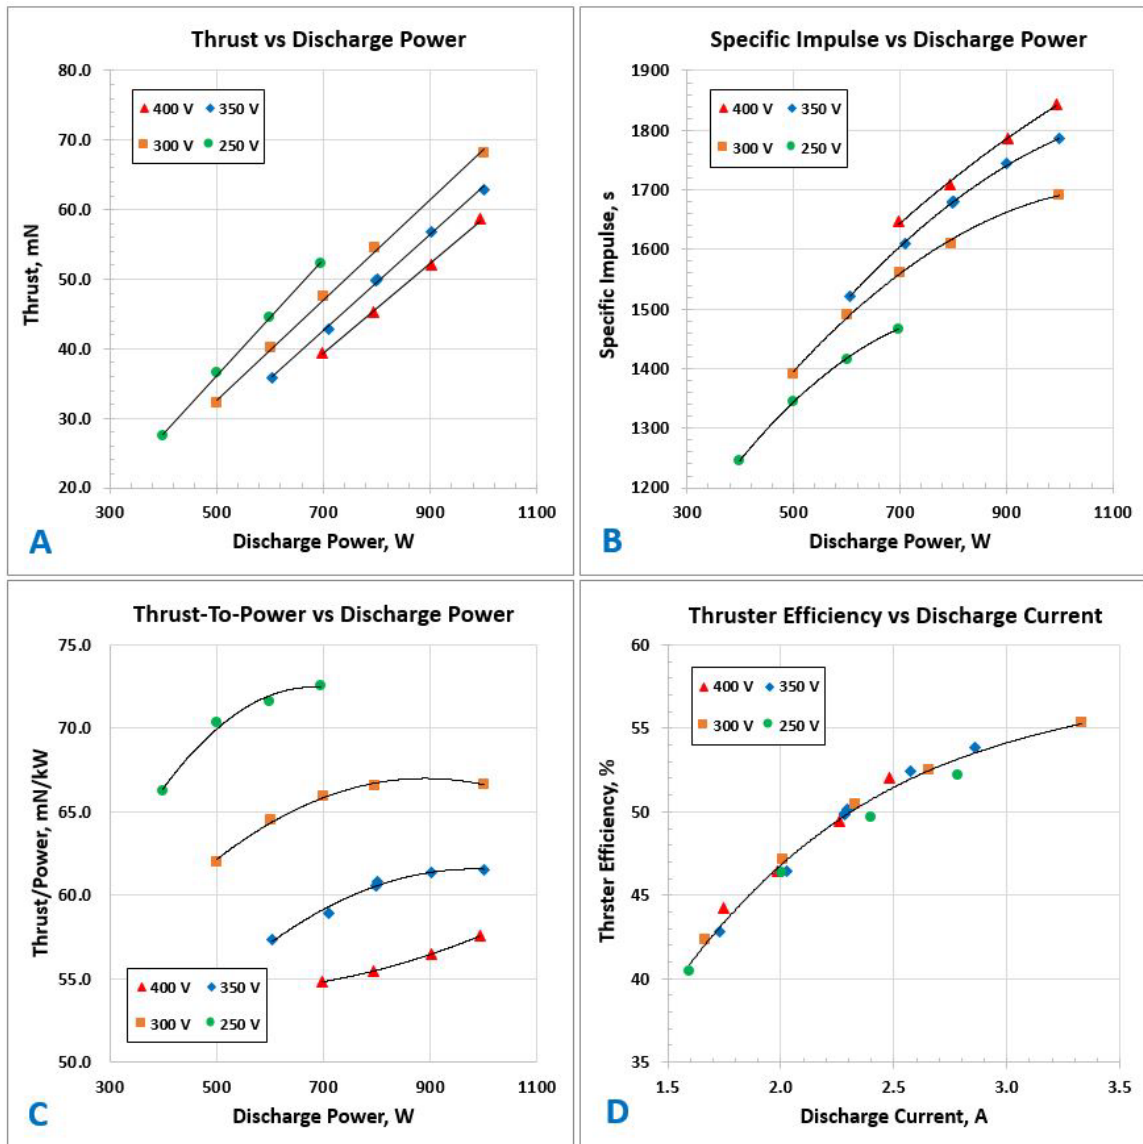 Thrust vs Discharge Power
80.0
70.0
60.0
50.0
40.0
30.0
20.0
Thrust, mN
400 V 350 V
300 V 250 V
300 500 700 900 1100
Discharge Power, W
A
Specific Impulse vs Discharge Power
1900
1800
1700
1600
1500
1400
1300
1200
Specific Impulse, s
400 V 350 V
300 V 250 V
300 500 700 900 1100
Discharge Power, W
B
Thrust-To-Power vs Discharge Power
75.0
70.0
65.0
60.0
55.0
50.0
Thrust/Power, mN/kW
400 V 350 V
300 V 250 V
300 500 700 900 1100
Discharge Power, W
C
Thruster Efficiency vs Discharge Current
60
55
50
45
40
35
Thrster Efficiency, %
400 V 350 V
300 V 250 V
1.5 2.0 2.5 3.0 3.5
Discharge Current, A
D